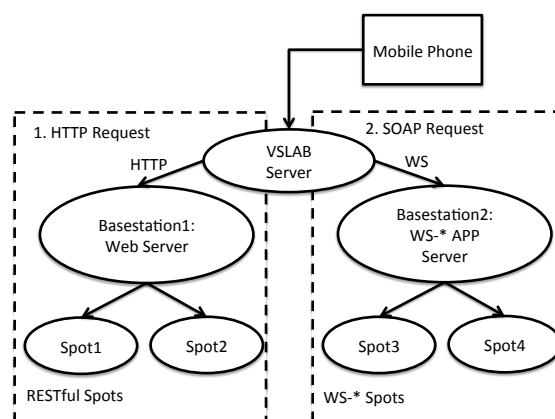 Mobile Phone
1. HTTP Request
2. SOAP Request
VSLAB
Server
HTTP
WS
Basestation1:
Web Server
Basestation2:
WS-* APP
Server
Spot1
Spot2
Spot3
Spot4
RESTful Spots
WS-* Spots